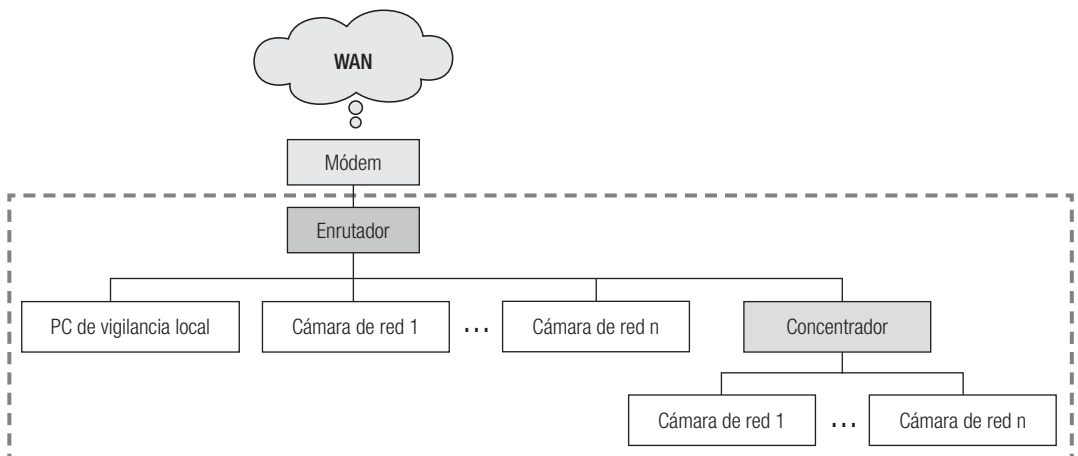 WAN
Módem
Enrutador
PC de vigilancia local
Cámara de red 1
...
Cámara de red n
Concentrador
Cámara de red 1
...
Cámara de red n